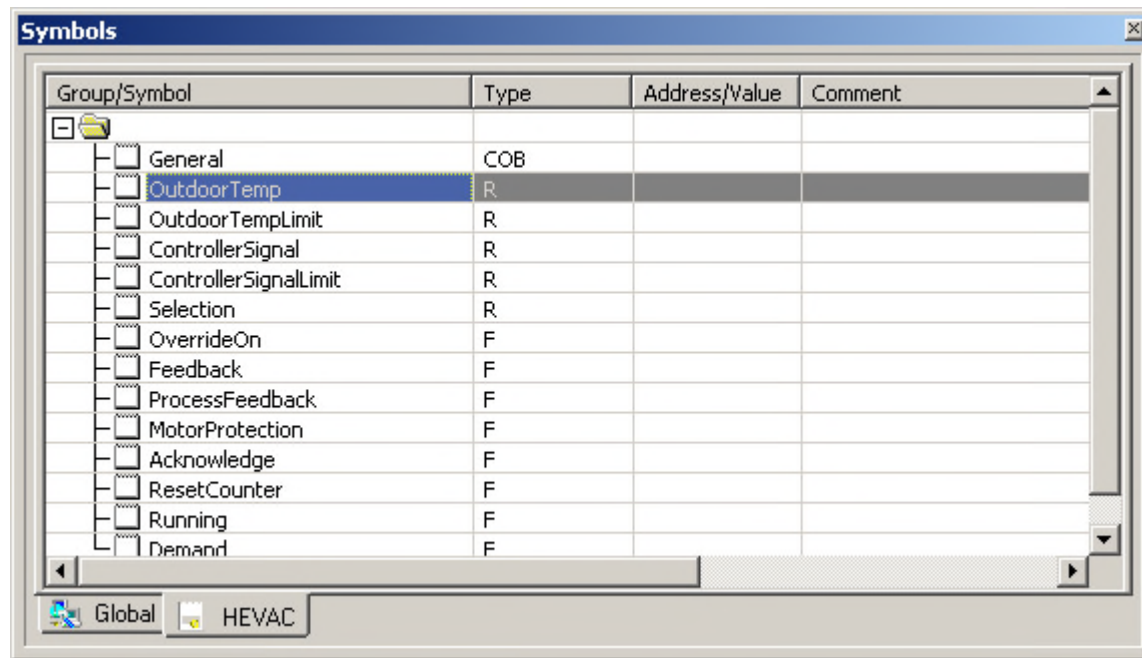 Symbols
Group/Symbol Type Address/Value Comment
General COB
OutdoorTemp R
OutdoorTempLimit R
ControllerSignal R
ControllerSignalLimit R
Selection R
OverrideOn F
Feedback F
ProcessFeedback F
MotorProtection F
Acknowledge F
ResetCounter F
Running F
Demand F
Global HEVAC